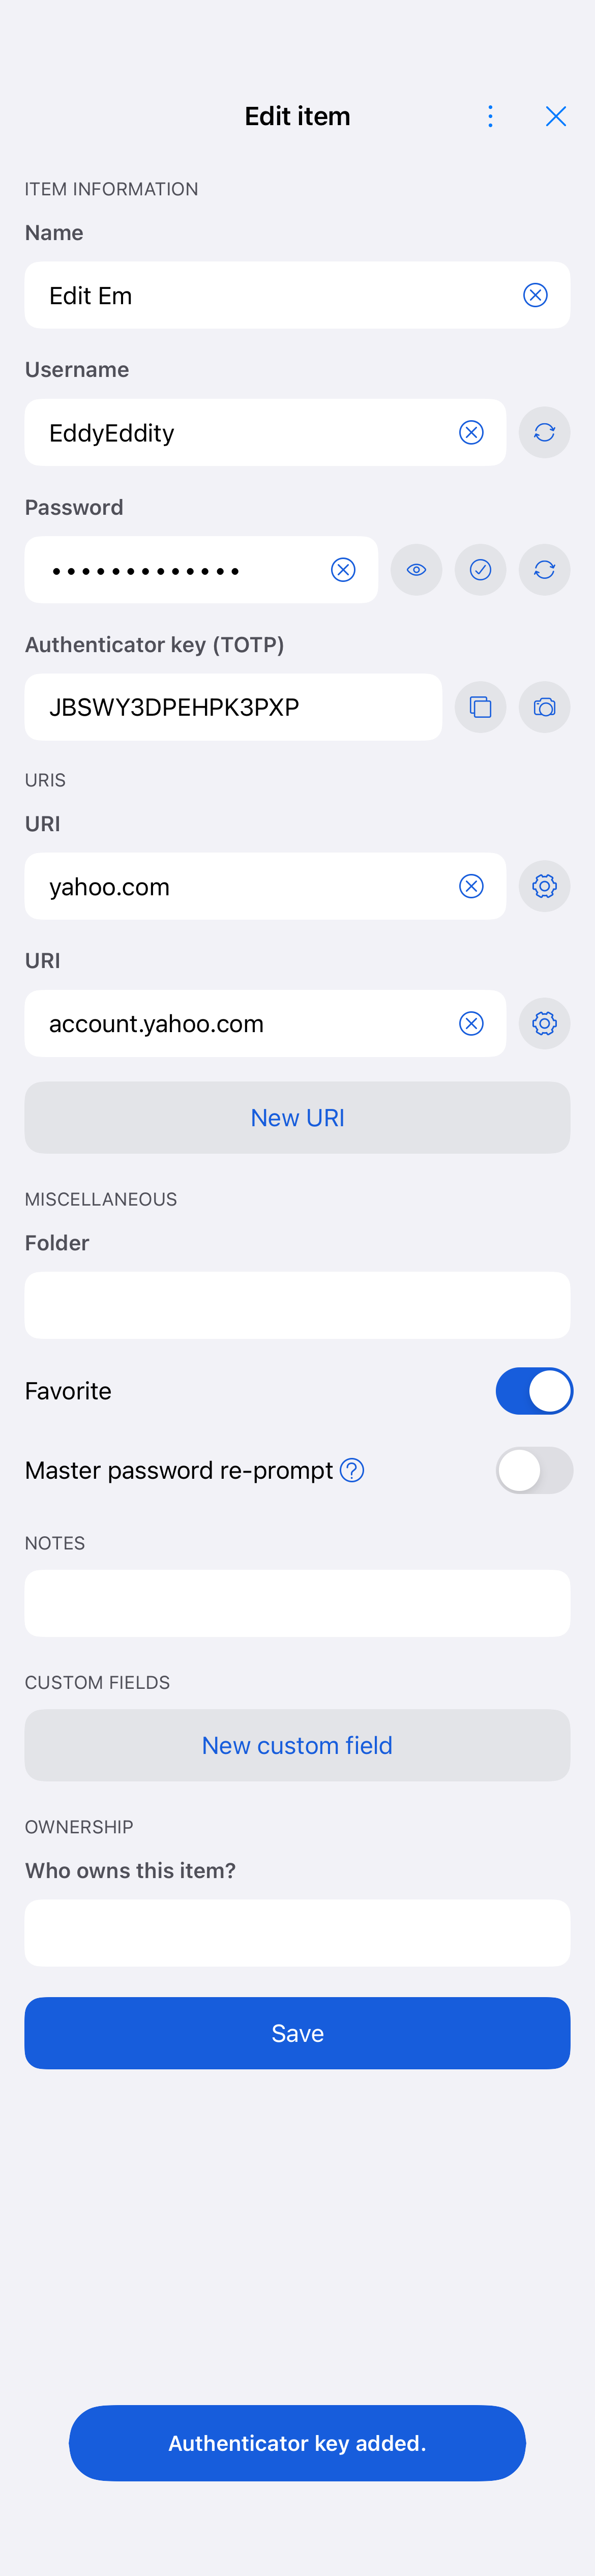 Edit item
ITEM INFORMATION
Name
Edit Em
Username
EddyEddity
Password
•••••••••••••
Authenticator key (TOTP)
JBSWY3DPEHPK3PXP
URIS
URI
yahoo.com
URI
account.yahoo.com
New URI
MISCELLANEOUS
Folder
Favorite
Master password re-prompt
NOTES
CUSTOM FIELDS
New custom field
OWNERSHIP
Who owns this item?
Save
Authenticator key added.